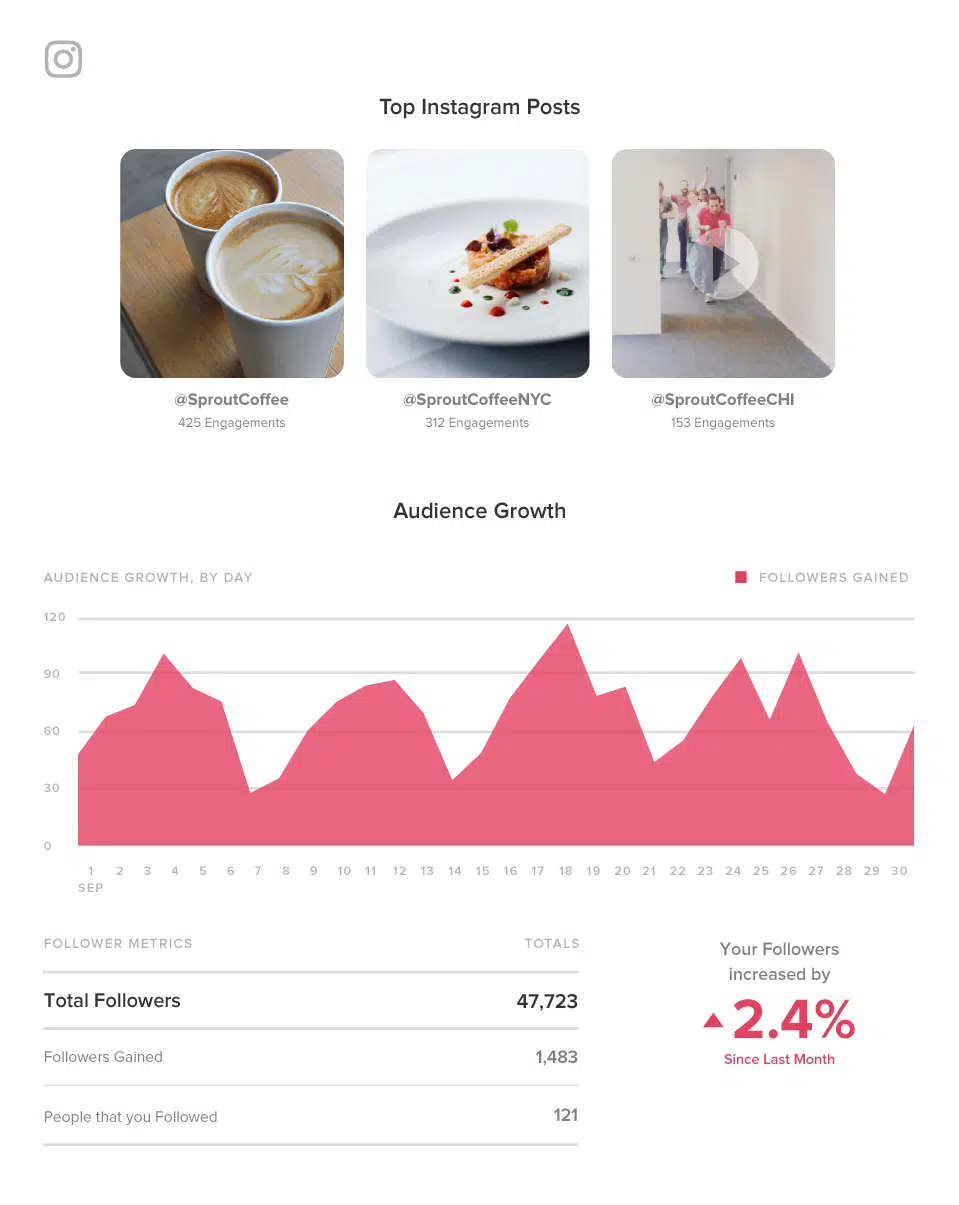 Top Instagram Posts
@SproutCoffee
425 Engagements
@SproutCoffeeNYC
312 Engagements
@SproutCoffeeCHI
153 Engagements
Audience Growth
AUDIENCE GROWTH, BY DAY
FOLLOWERS GAINED
120
90
60
30
0
1 2 3 4 5 6 7 8 9 10 11 12 13 14 15 16 17 18 19 20 21 22 23 24 25 26 27 28 29 30
SEP
FOLLOWER METRICS TOTALS
Total Followers 47,723
Followers Gained 1,483
People that you Followed 121
Your Followers
increased by
2.4%
Since Last Month